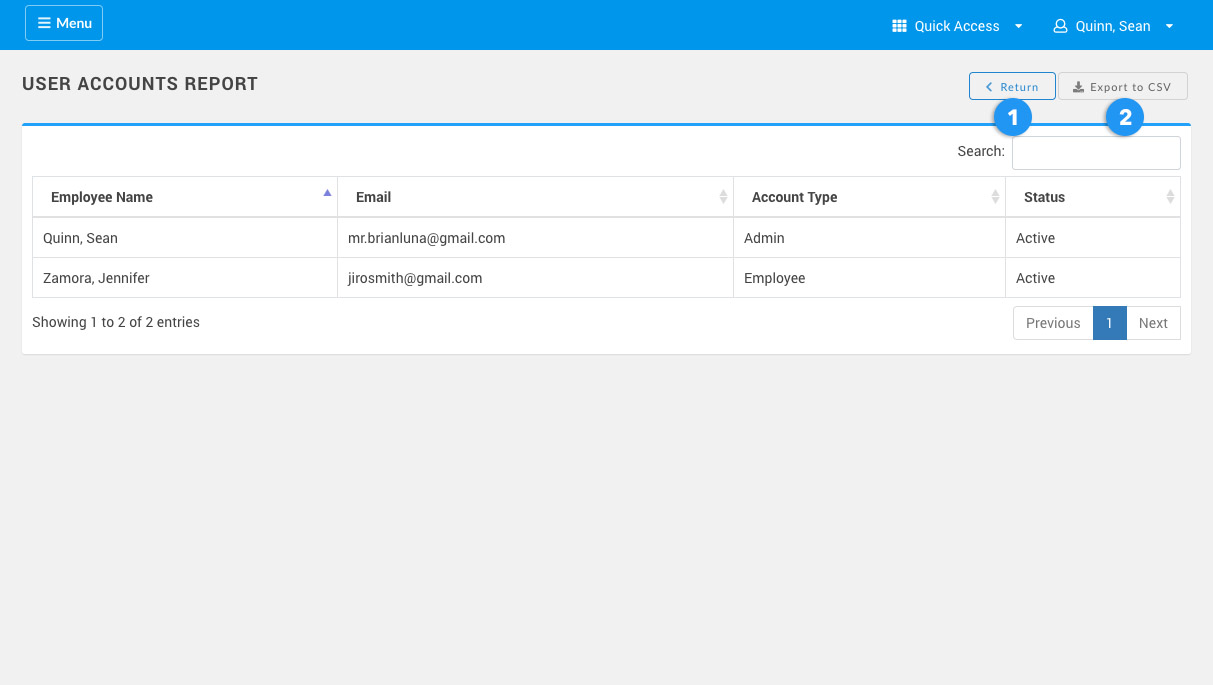 Menu
Quick Access
Quinn, Sean
USER ACCOUNTS REPORT
Return
Export to CSV
1
2
Search:
Employee Name Email Account Type Status
Quinn, Sean mr.brianluna@gmail.com Admin Active
Zamora, Jennifer jirosmith@gmail.com Employee Active
Showing 1 to 2 of 2 entries
Previous 1 Next